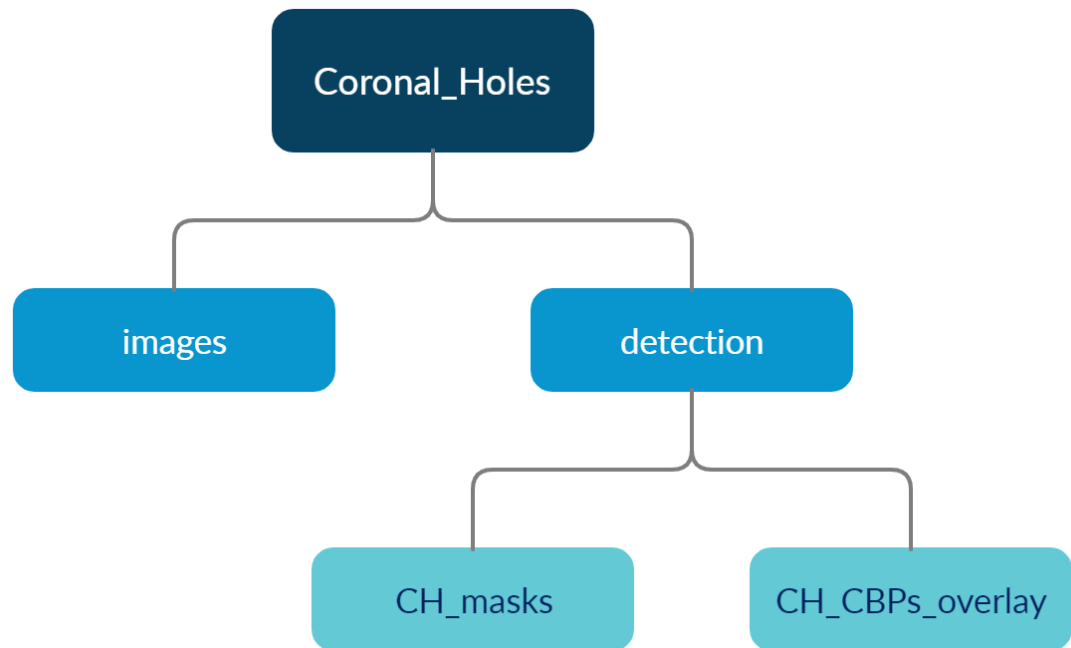 Coronal_Holes
images
detection
CH_masks
CH_CBPs_overlay